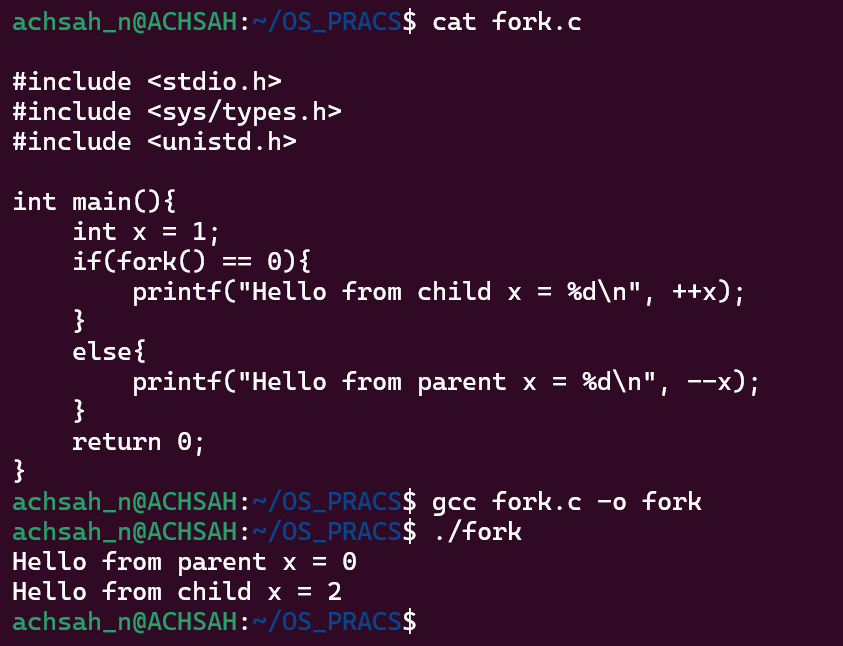 achsah_n@ACHSAH:~/OS_PRACS$ cat fork.c

#include <stdio.h>
#include <sys/types.h>
#include <unistd.h>

int main(){
    int x = 1;
    if(fork() == 0){
        printf("Hello from child x = %d\n", ++x);
    }
    else{
        printf("Hello from parent x = %d\n", --x);
    }
    return 0;
}
achsah_n@ACHSAH:~/OS_PRACS$ gcc fork.c -o fork
achsah_n@ACHSAH:~/OS_PRACS$ ./fork
Hello from parent x = 0
Hello from child x = 2
achsah_n@ACHSAH:~/OS_PRACS$